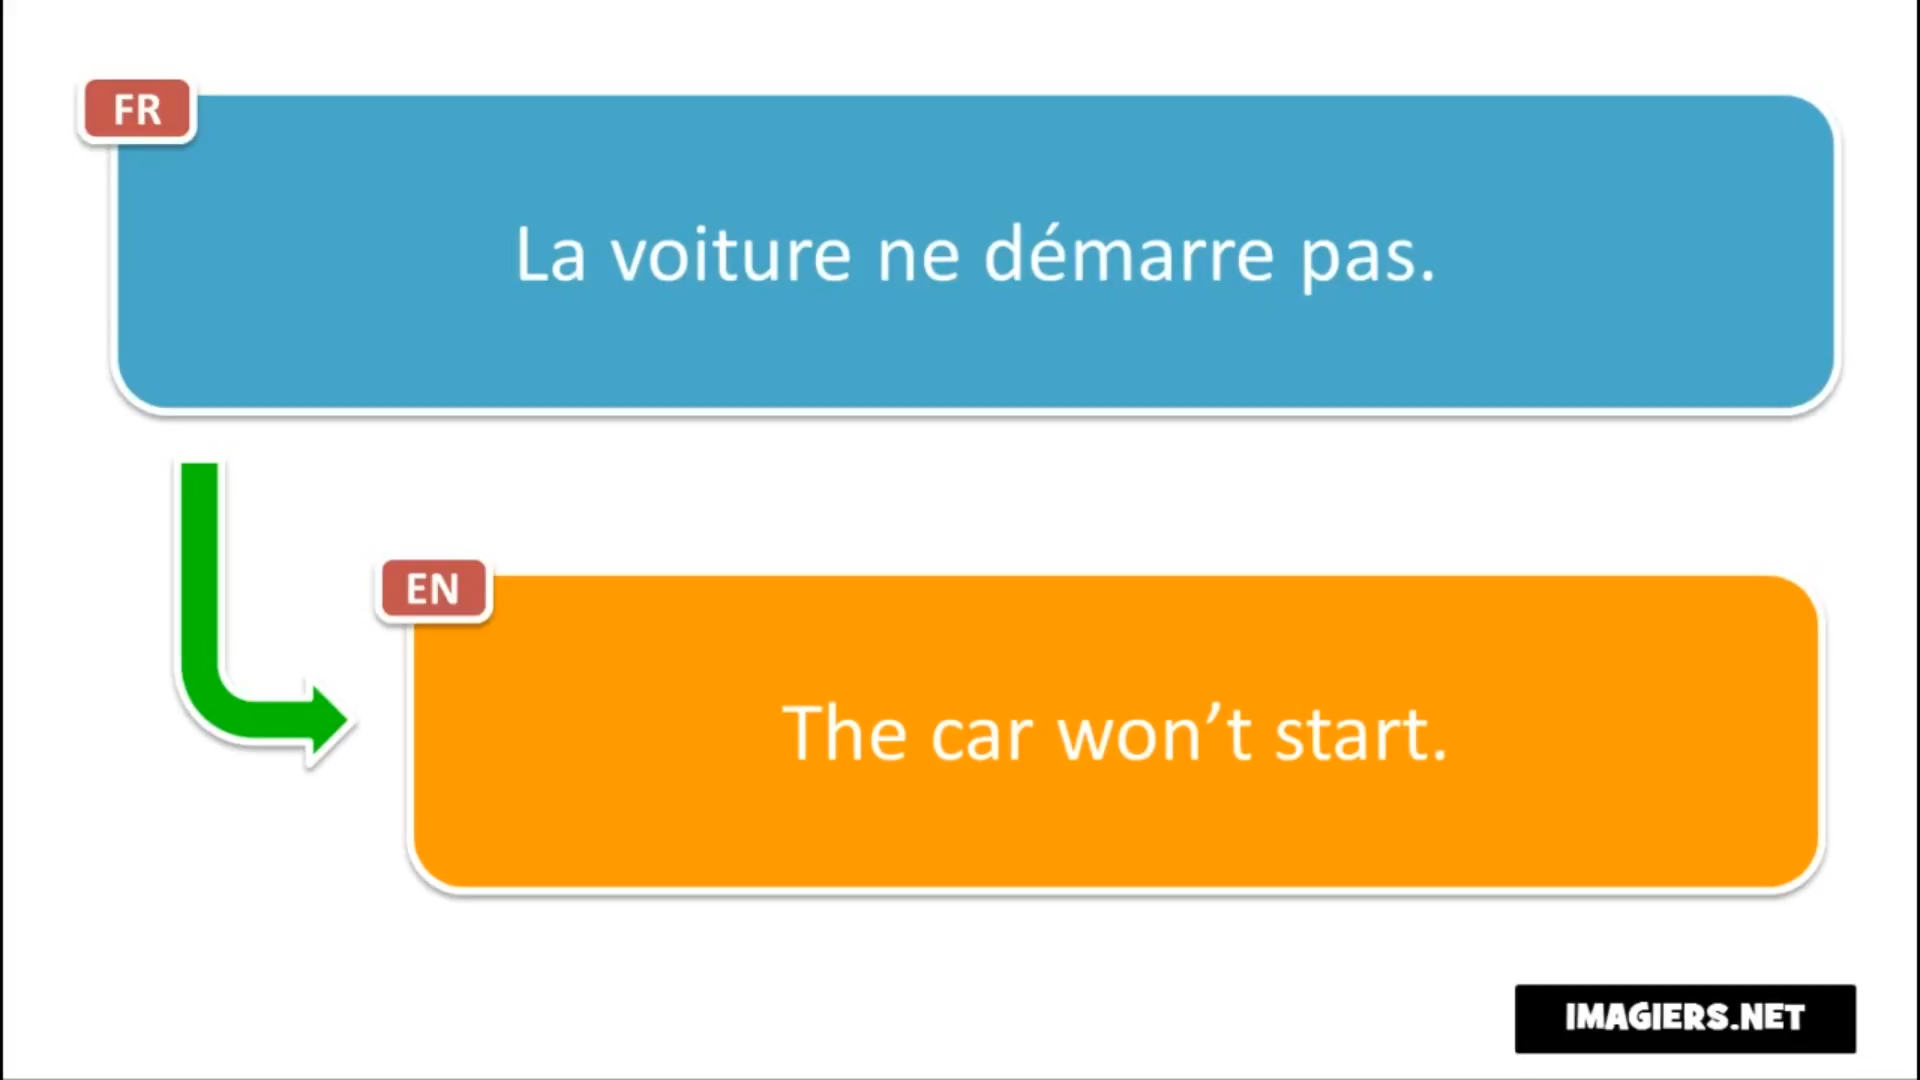 FR
La voiture ne démarre pas.
EN
The car won’t start.
IMAGIERS.NET